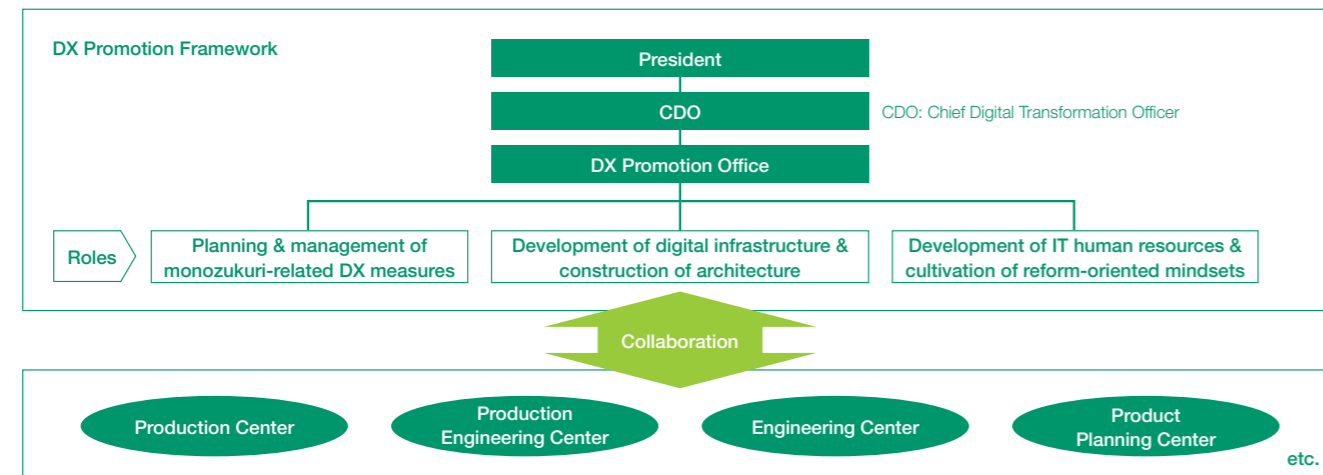 DX Promotion Framework
President
CDO
CDO: Chief Digital Transformation Officer
DX Promotion Office
Roles
Planning & management of
monozukuri-related DX measures
Development of digital infrastructure &
construction of architecture
Development of IT human resources &
cultivation of reform-oriented mindsets
Collaboration
Production Center
Production
Engineering Center
Engineering Center
Product
Planning Center
etc.